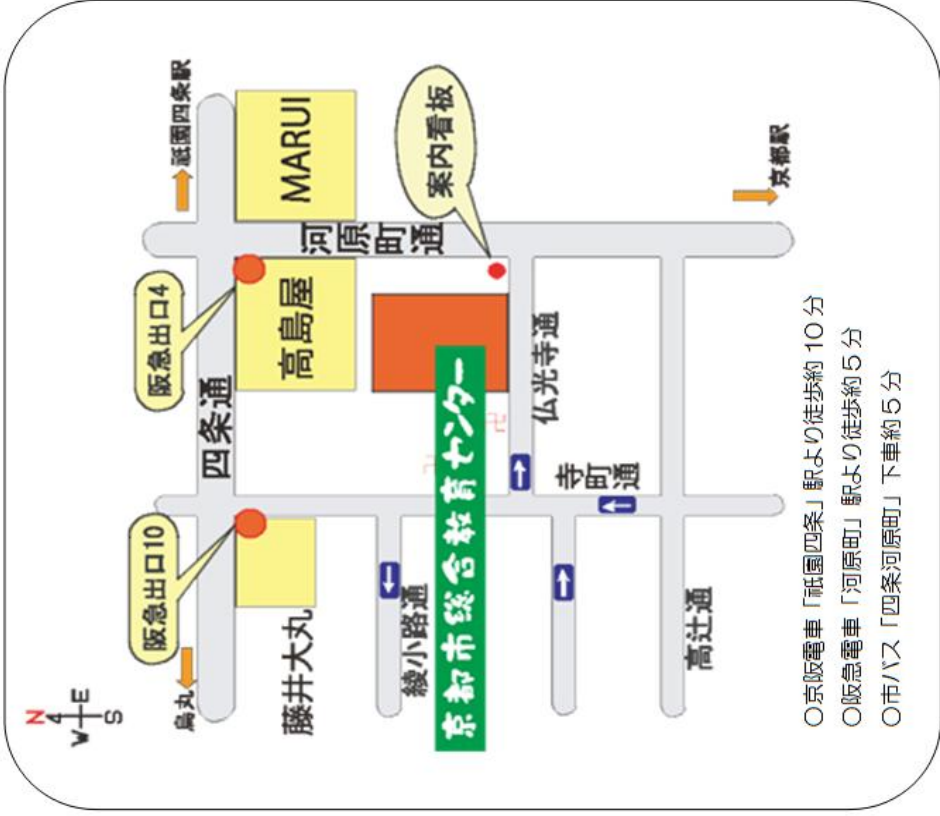 N
4
W E
S
阪急出口10
阪急出口4
烏丸
祇園四条駅
四条通
藤井大丸
高島屋
MARUI
河原町通
案内看板
綾小路通
京都市総合教育センター
卍
仏光寺通
寺町通
高辻通
京都駅
○京阪電車「祇園四条」駅より徒歩約10分
○阪急電車「河原町」駅より徒歩約5分
○市バス「四条河原町」下車約5分